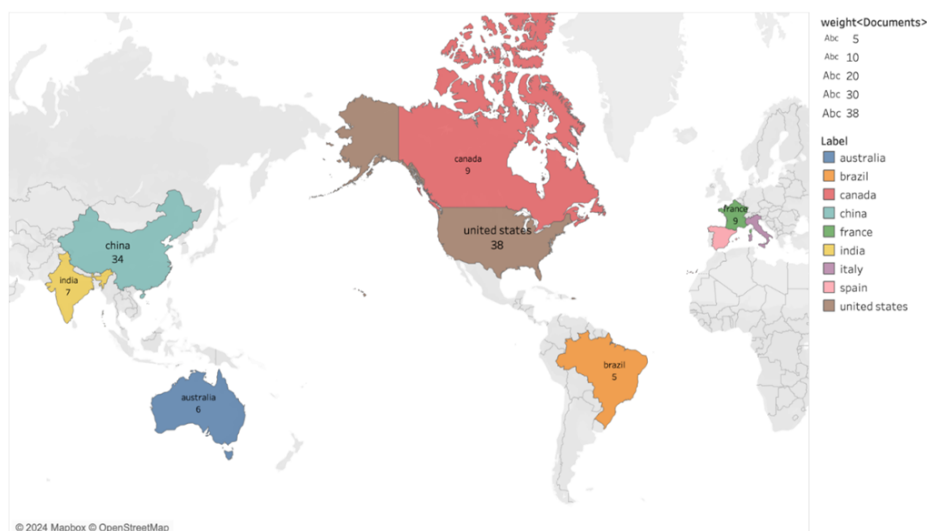 canada
9
united states
38
china
34
india
7
france
9
brazil
5
australia
6
weight<Documents>
Abc 5
Abc 10
Abc 20
Abc 30
Abc 38
Label
australia
brazil
canada
china
france
india
italy
spain
united states
© 2024 Mapbox © OpenStreetMap